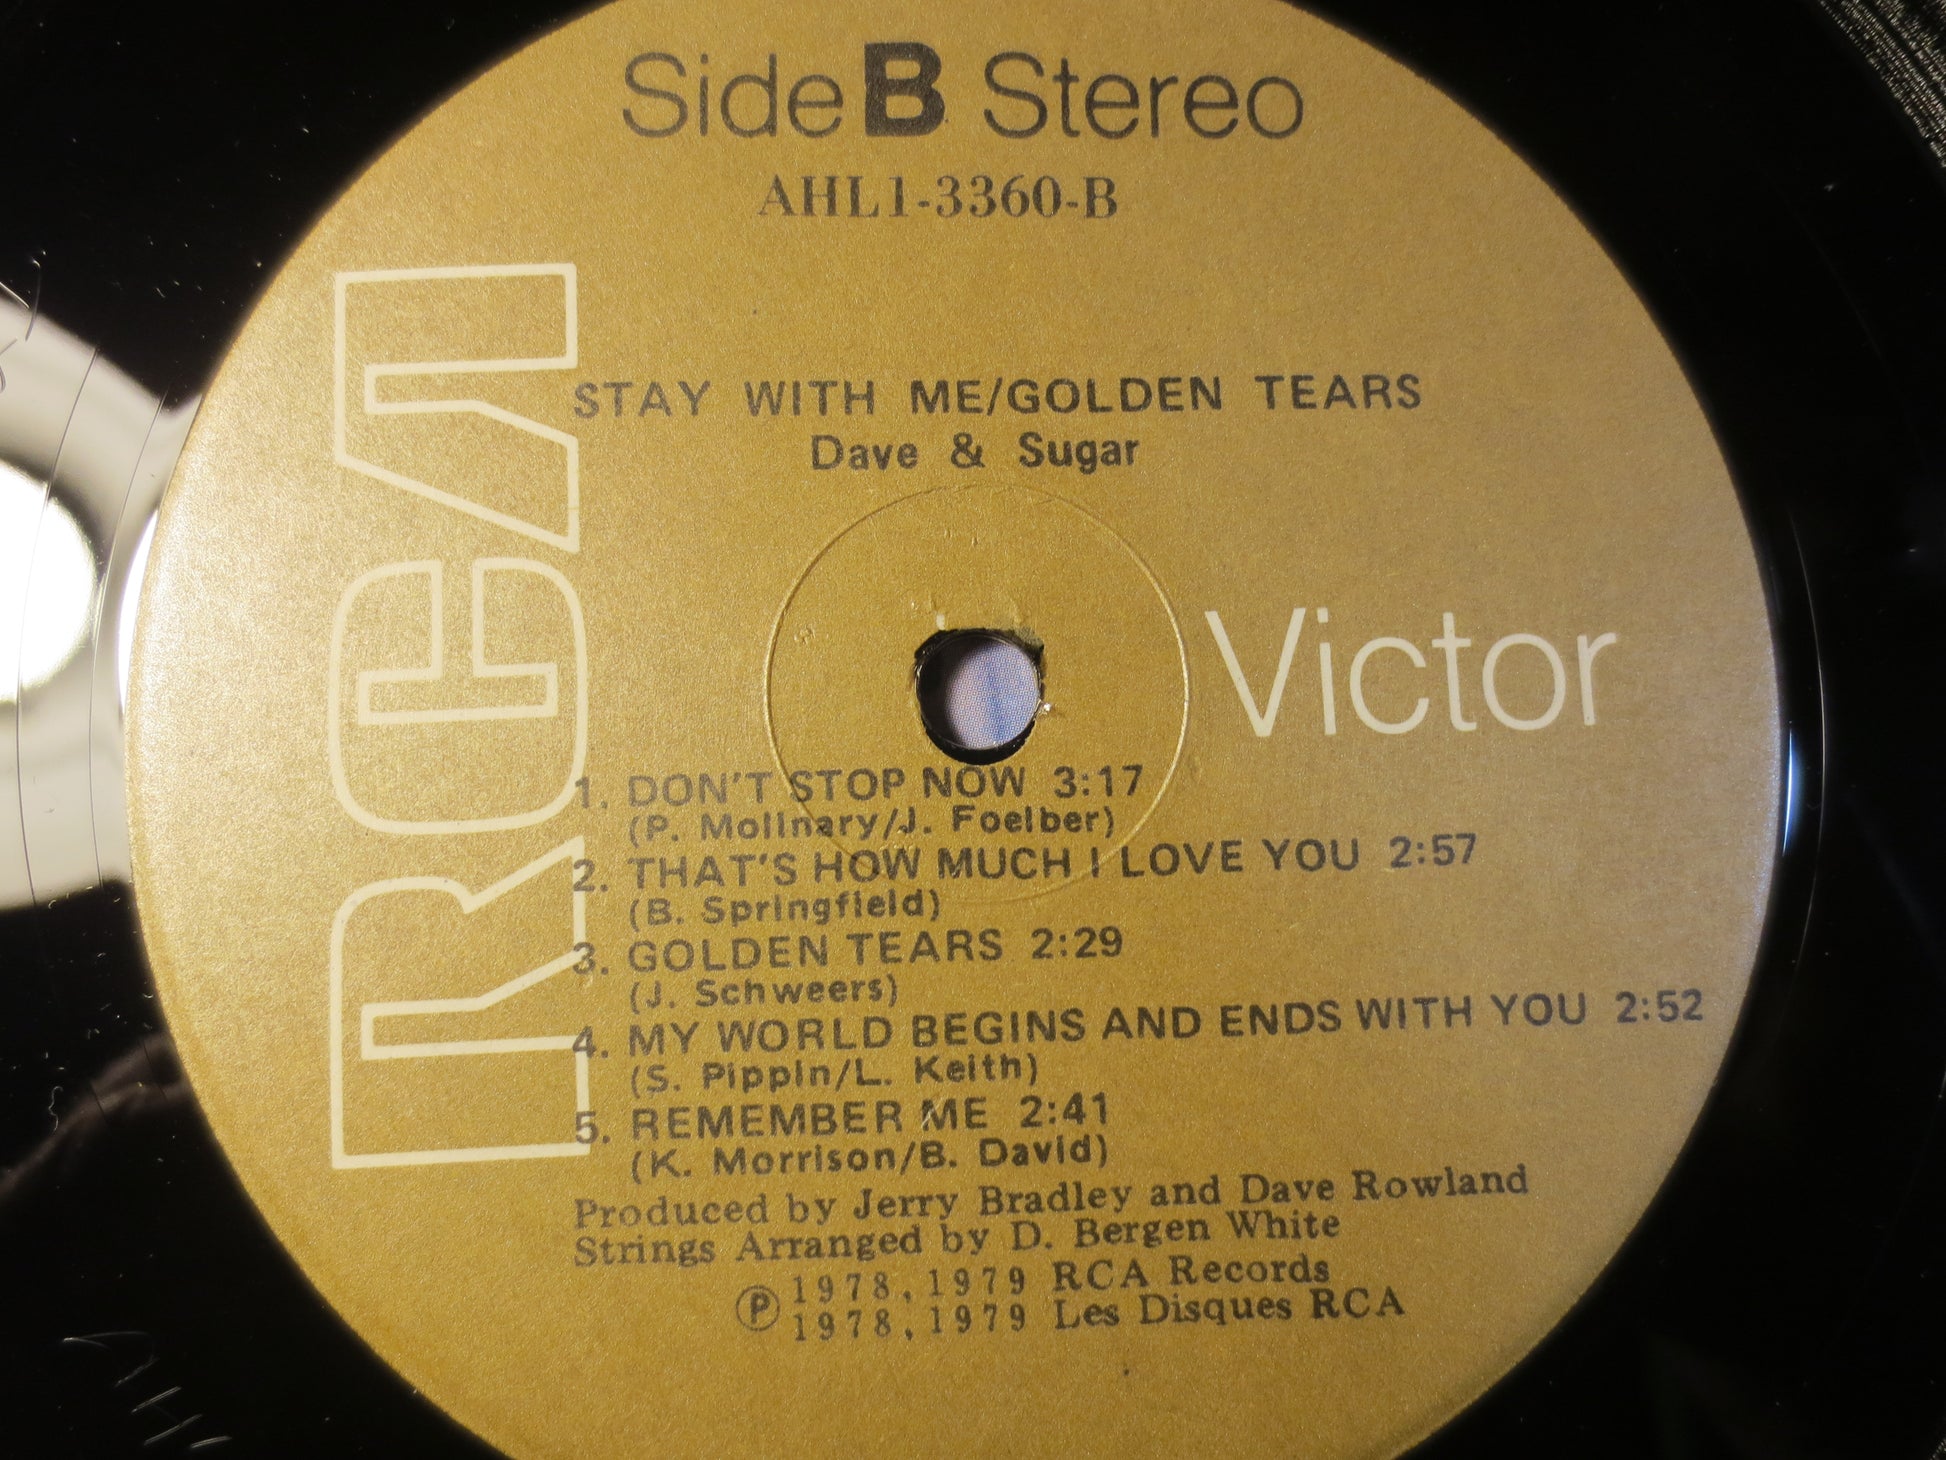 Side B Stereo
AHL1-3360-B
STAY WITH ME/GOLDEN TEARS
Dave & Sugar
RCA
Victor
1. DON'T STOP NOW 3:17
(P. Molinary/J. Foelber)
2. THAT'S HOW MUCH I LOVE YOU 2:57
(B. Springfield)
3. GOLDEN TEARS 2:29
(J. Schweers)
4. MY WORLD BEGINS AND ENDS WITH YOU 2:52
(S. Pippin/L. Keith)
5. REMEMBER ME 2:41
(K. Morrison/B. David)
Produced by Jerry Bradley and Dave Rowland
Strings Arranged by D. Bergen White
Ⓟ 1978, 1979 RCA Records
1978, 1979 Les Disques RCA